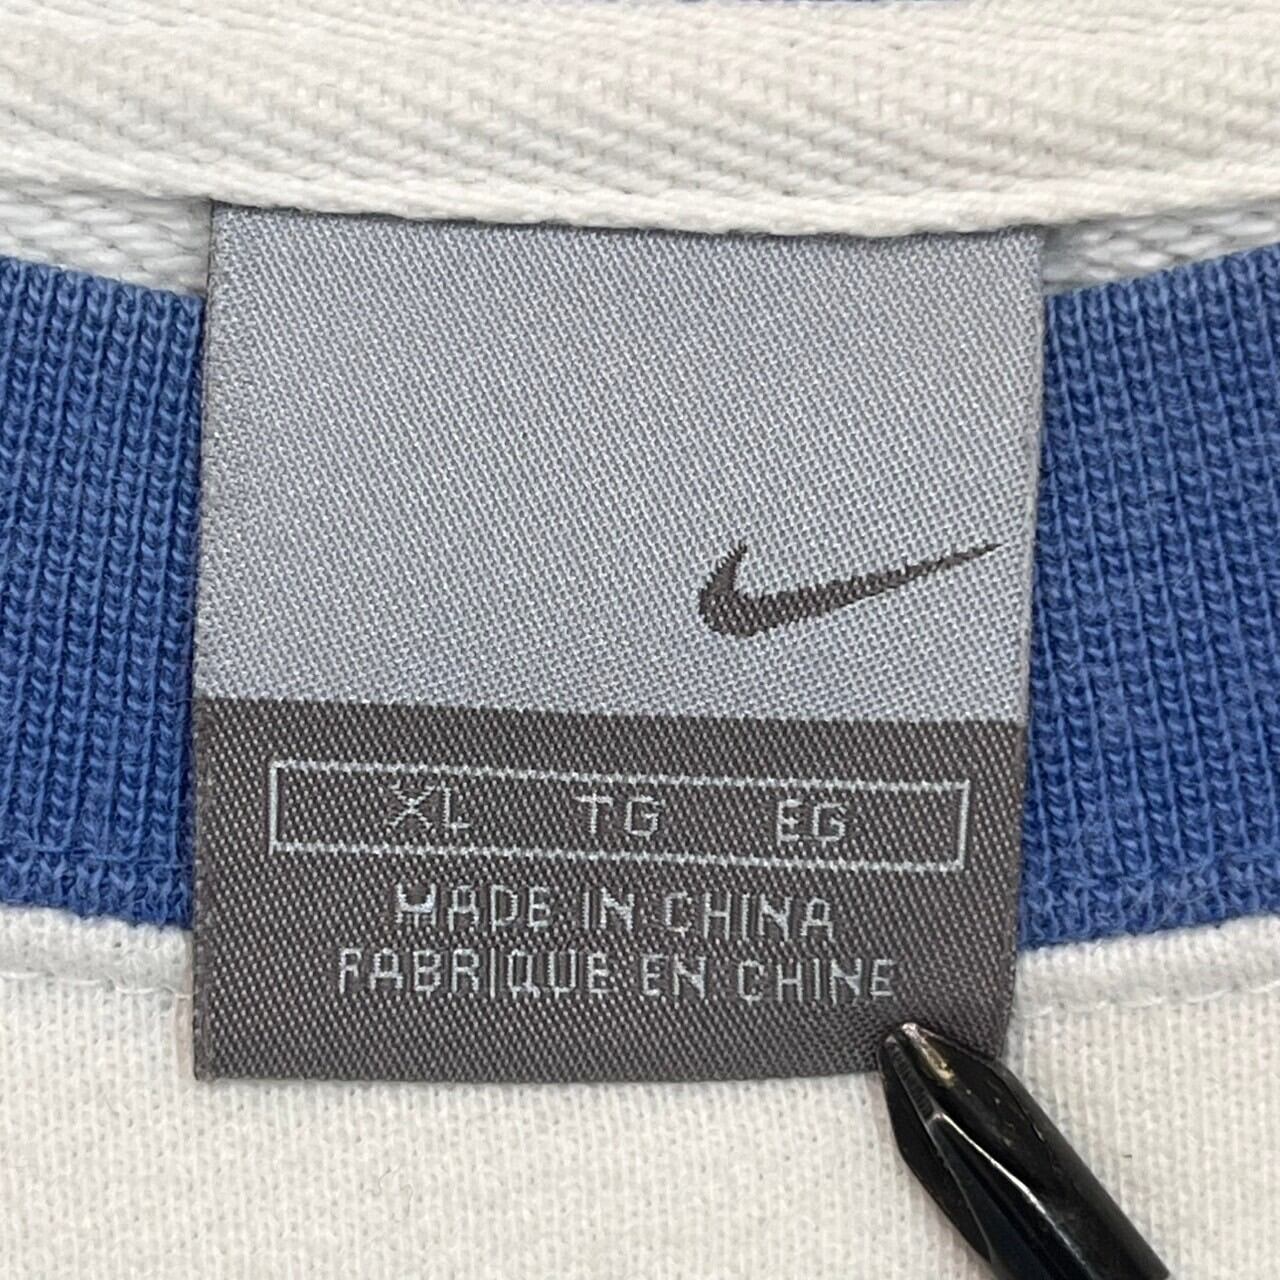 XL TG EG
MADE IN CHINA
FABRIQUE EN CHINE